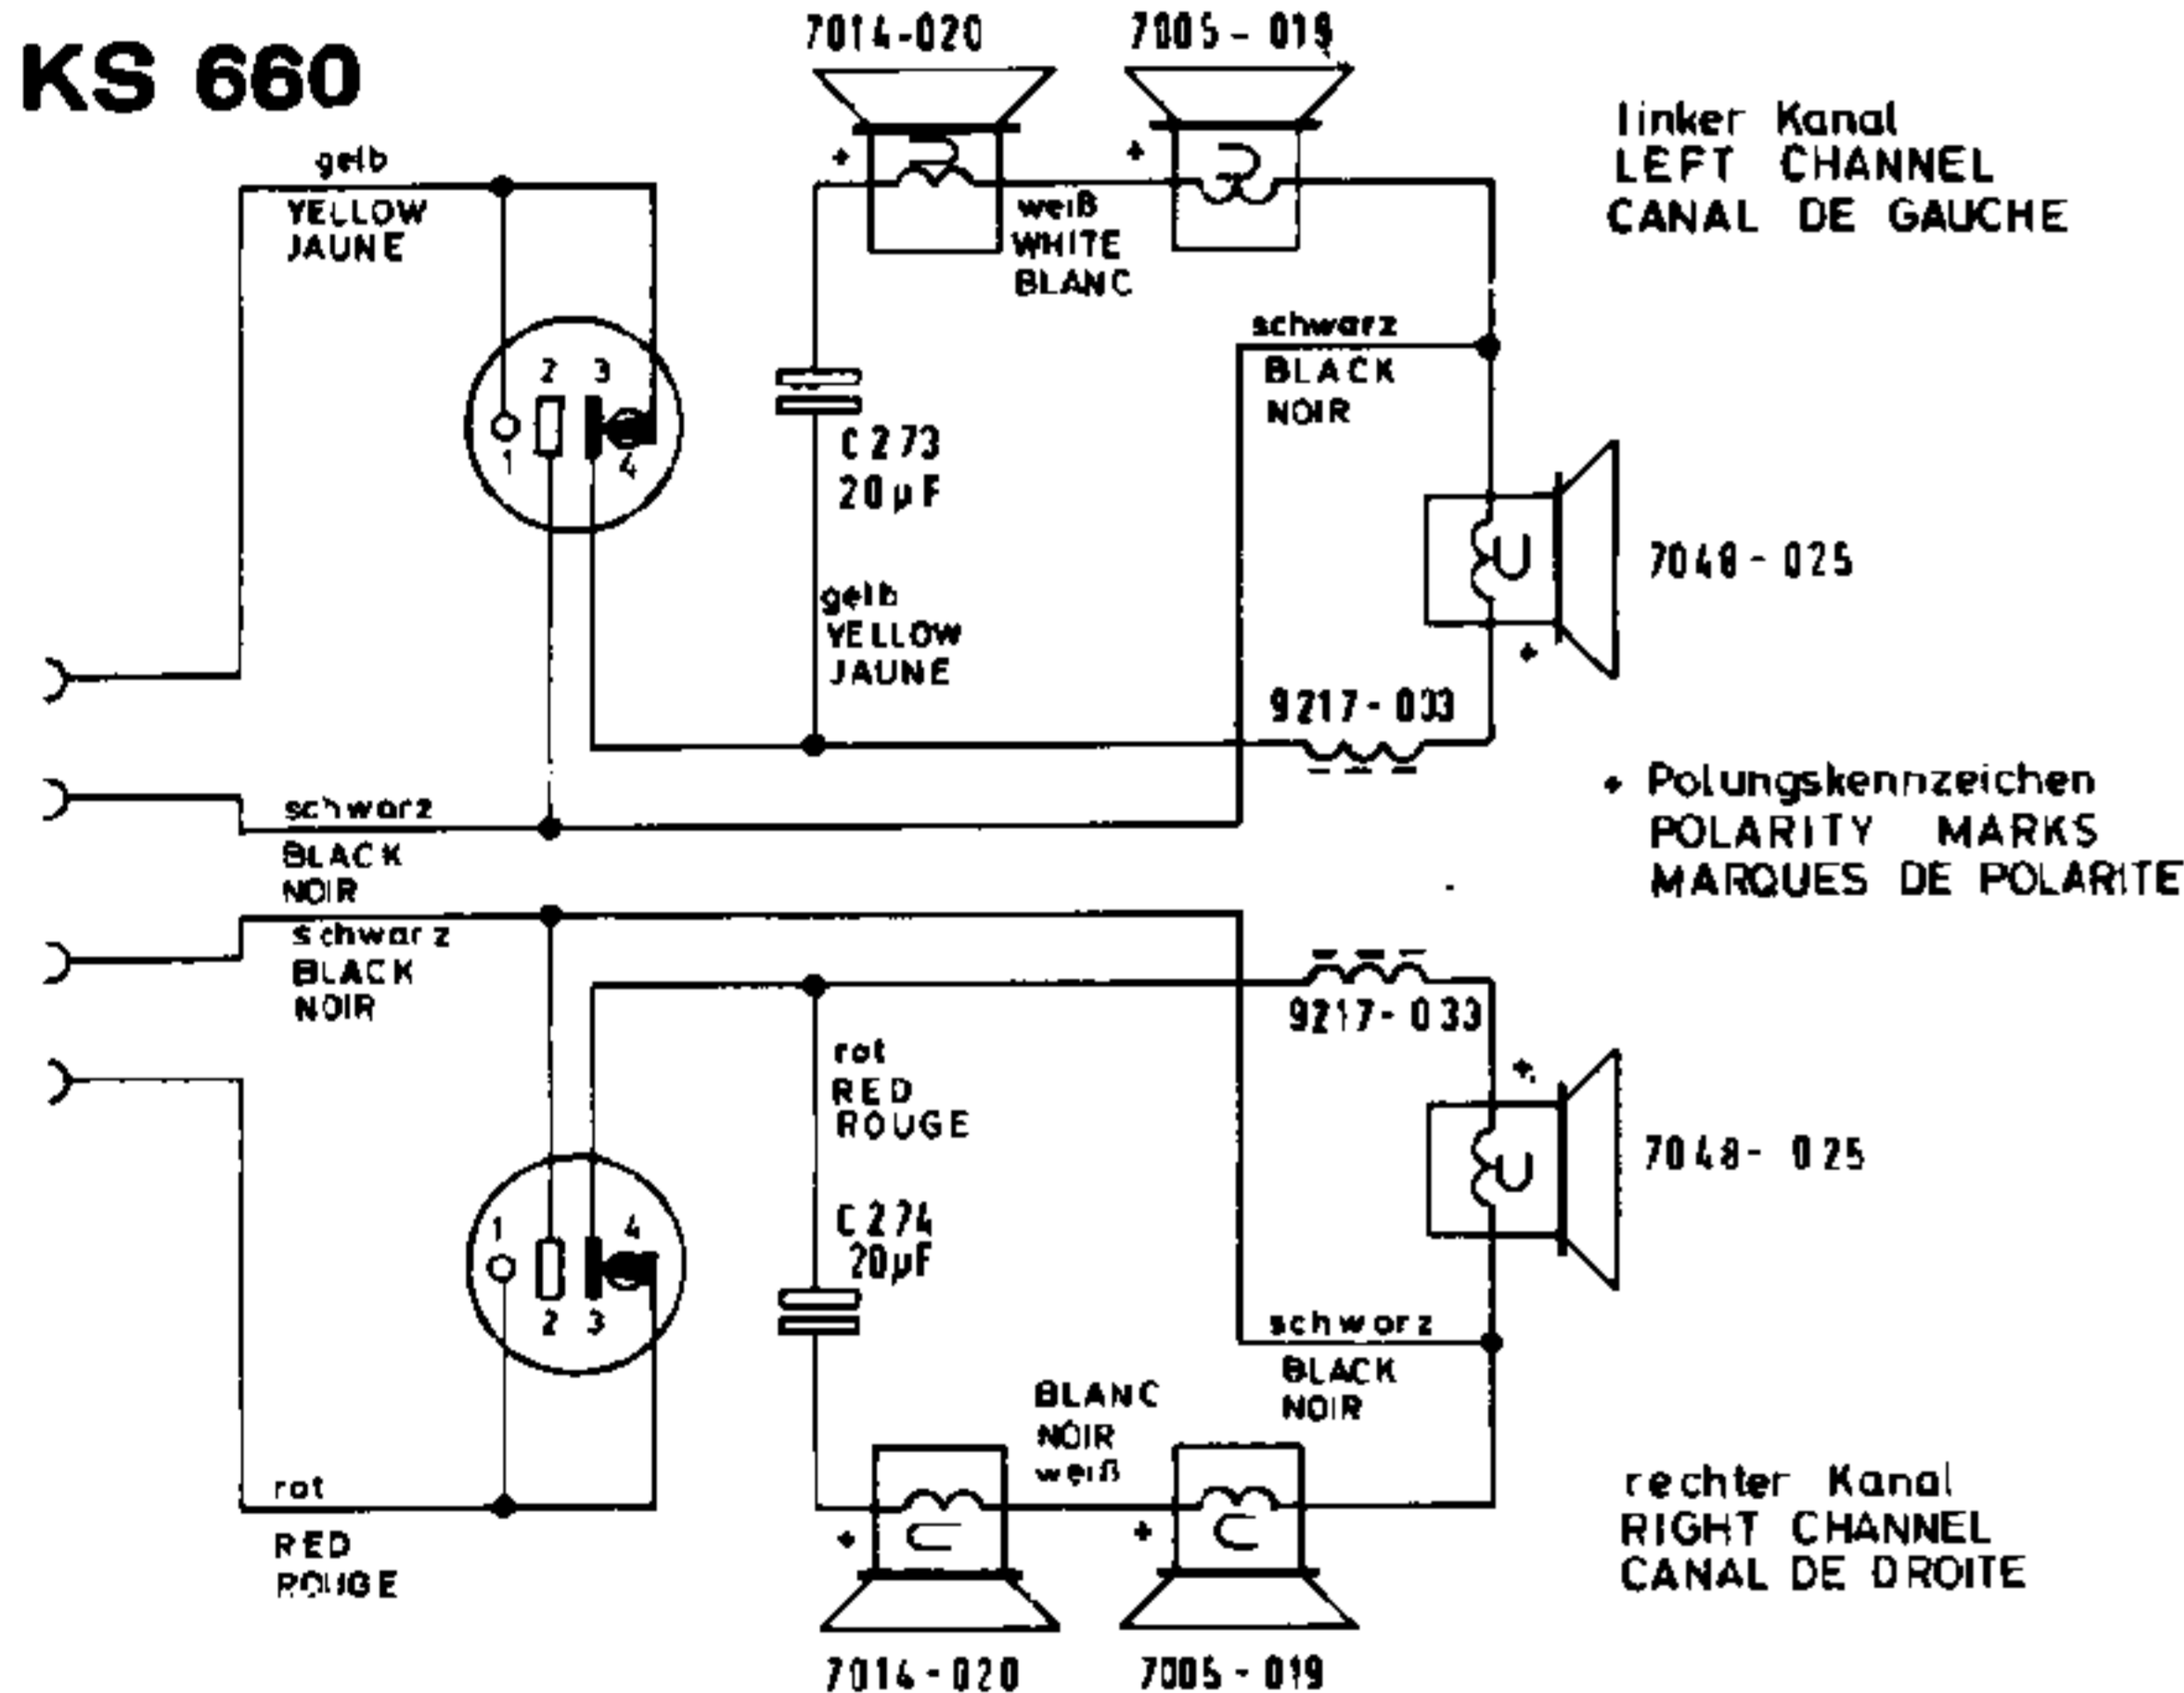 KS 660
7014-020
7005-019
linker Kanal
LEFT CHANNEL
CANAL DE GAUCHE
gelb
YELLOW
JAUNE
+
+
weiß
WHITE
BLANC
schwarz
BLACK
NOIR
2 3
1 4
C 273
20 µF
7048-025
+
gelb
YELLOW
JAUNE
9217-033
+ Polungskennzeichen
POLARITY MARKS
MARQUES DE POLARITE
schwarz
BLACK
NOIR
schwarz
BLACK
NOIR
9217-033
rot
RED
ROUGE
+
7048-025
1 4
2 3
C 274
20µF
schworz
BLACK
NOIR
BLANC
NOIR
weiß
rot
RED
ROUGE
+
+
rechter Kanal
RIGHT CHANNEL
CANAL DE DROITE
7014-020
7005-019